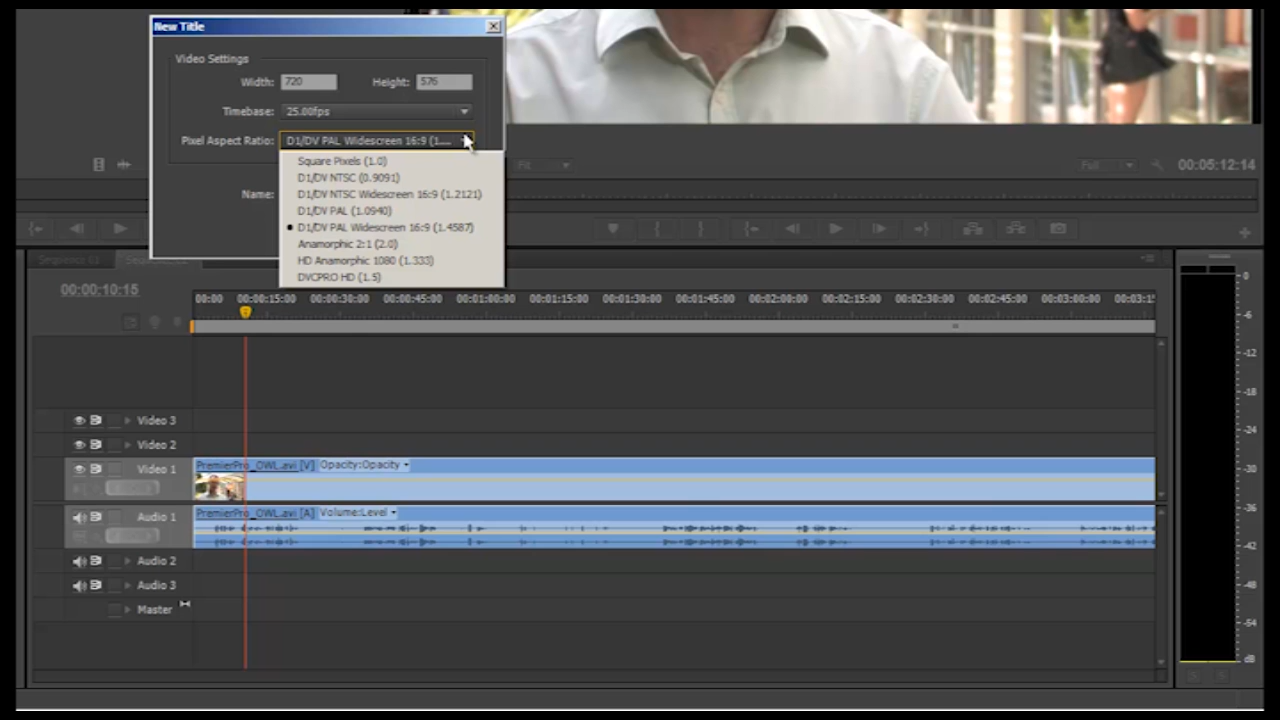 New Title
Video Settings
Width: 720 Height: 576
Timebase: 25.00fps
Pixel Aspect Ratio: D1/DV PAL Widescreen 16:9 (1....
Square Pixels (1.0)
D1/DV NTSC (0.9091)
D1/DV NTSC Widescreen 16:9 (1.2121)
D1/DV PAL (1.0940)
D1/DV PAL Widescreen 16:9 (1.4587)
Anamorphic 2:1 (2.0)
HD Anamorphic 1080 (1.333)
DVCPRO HD (1.5)
Name:
Fit
Full
00:05:12:14
00:00:10:15
00:00 00:00:15:00 00:00:30:00 00:00:45:00 00:01:00:00 00:01:15:00 00:01:30:00 00:01:45:00 00:02:00:00 00:02:15:00 00:02:30:00 00:02:45:00 00:03:00:00 00:03:1
Video 3
Video 2
Video 1
PremierPro_OWL.avi [V] Opacity:Opacity
Audio 1
PremierPro_OWL.avi [A] Volume:Level
Audio 2
Audio 3
Master
0
-6
-12
-18
-24
-30
-36
-42
-48
-54
dB
S S